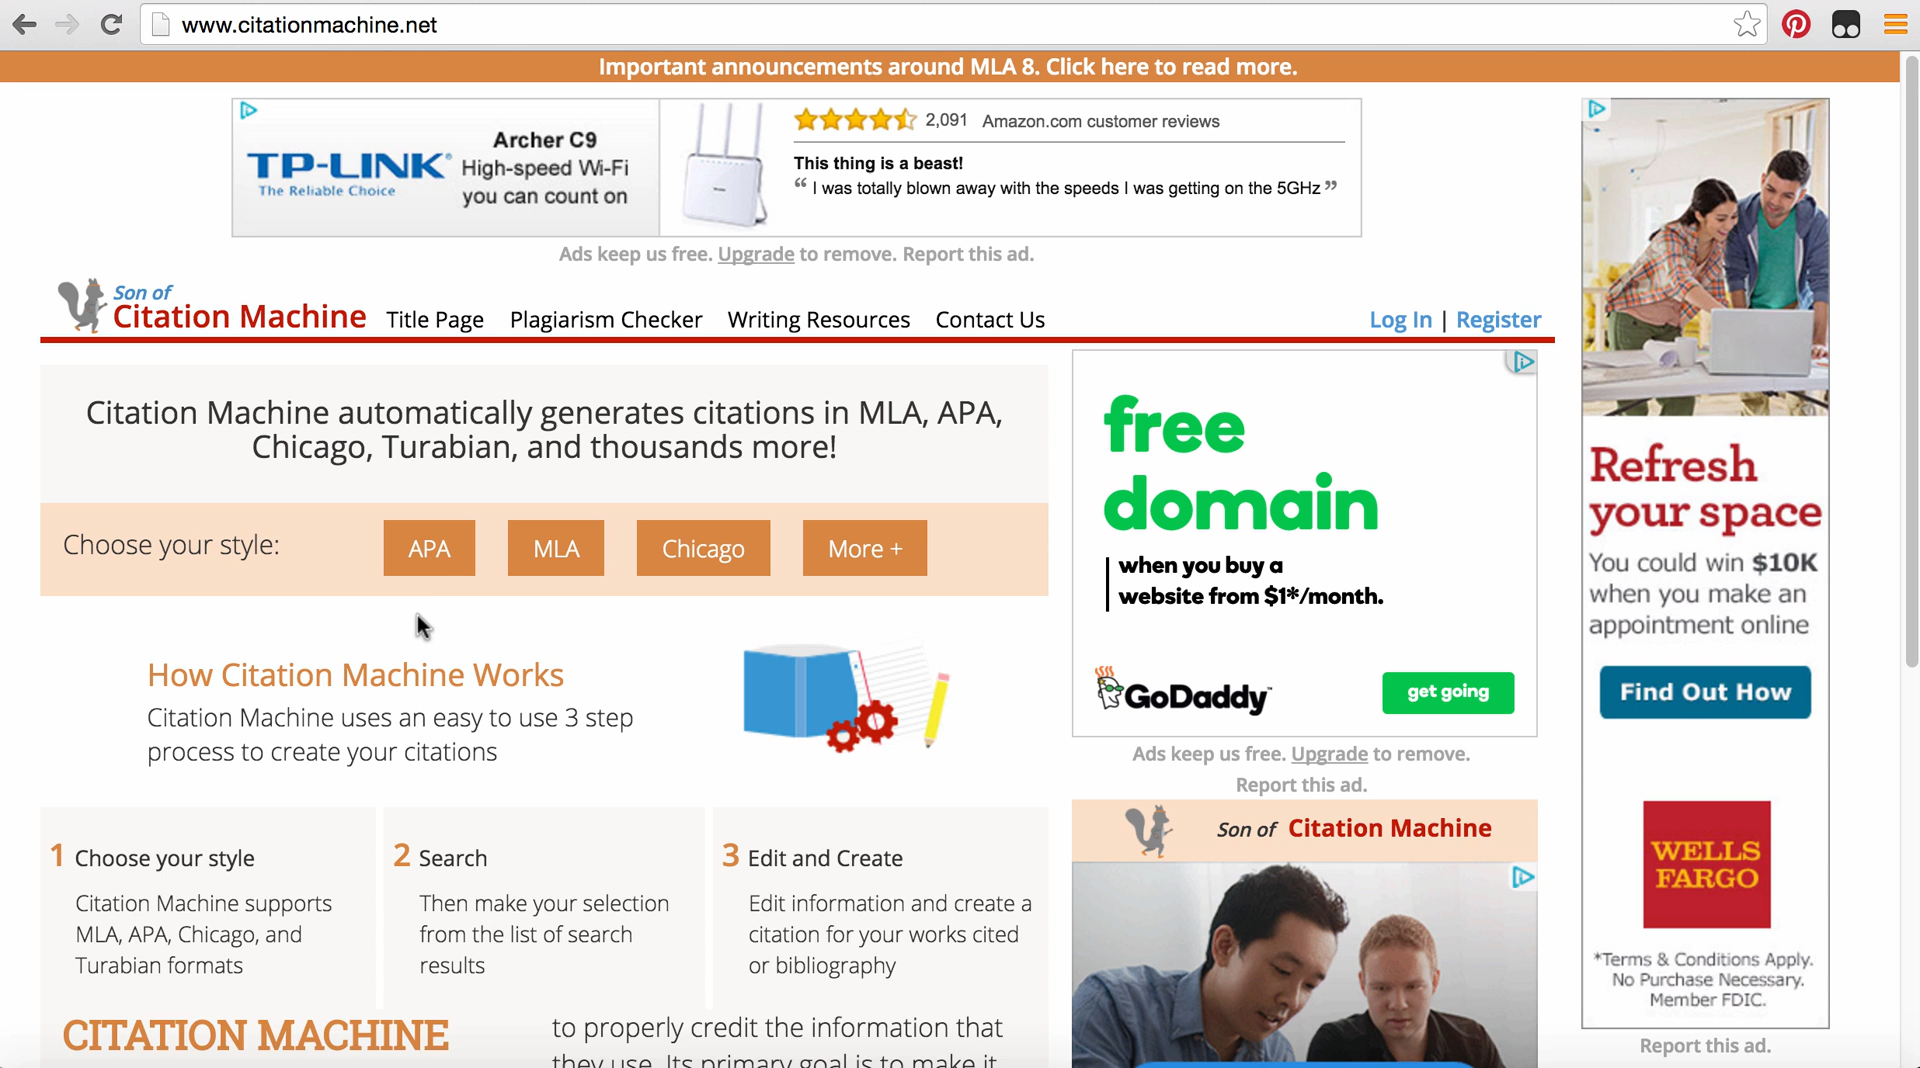 www.citationmachine.net
Important announcements around MLA 8. Click here to read more.
TP-LINK®
The Reliable Choice
Archer C9
High-speed Wi-Fi
you can count on
2,091 Amazon.com customer reviews
This thing is a beast!
“ I was totally blown away with the speeds I was getting on the 5GHz ”
Ads keep us free. Upgrade to remove. Report this ad.
Son of
Citation Machine
Title Page
Plagiarism Checker
Writing Resources
Contact Us
Log In | Register
Citation Machine automatically generates citations in MLA, APA,
Chicago, Turabian, and thousands more!
Choose your style:
APA
MLA
Chicago
More +
How Citation Machine Works
Citation Machine uses an easy to use 3 step
process to create your citations
1 Choose your style
Citation Machine supports
MLA, APA, Chicago, and
Turabian formats
2 Search
Then make your selection
from the list of search
results
3 Edit and Create
Edit information and create a
citation for your works cited
or bibliography
CITATION MACHINE
to properly credit the information that
they use. Its primary goal is to make it
free
domain
when you buy a
website from $1*/month.
GoDaddy™
get going
Ads keep us free. Upgrade to remove.
Report this ad.
Son of Citation Machine
Refresh
your space
You could win $10K
when you make an
appointment online
Find Out How
WELLS
FARGO
*Terms & Conditions Apply.
No Purchase Necessary.
Member FDIC.
Report this ad.